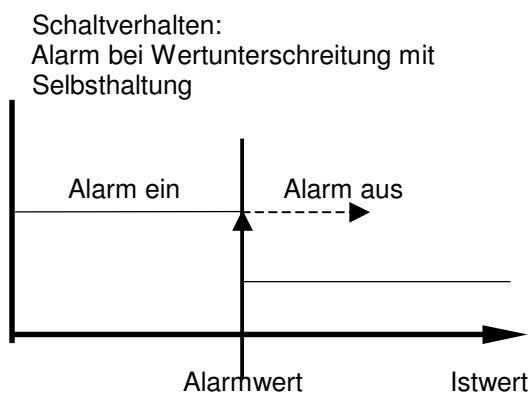 Schaltverhalten:
Alarm bei Wertunterschreitung mit
Selbsthaltung
Alarm ein
Alarm aus
Alarmwert
Istwert